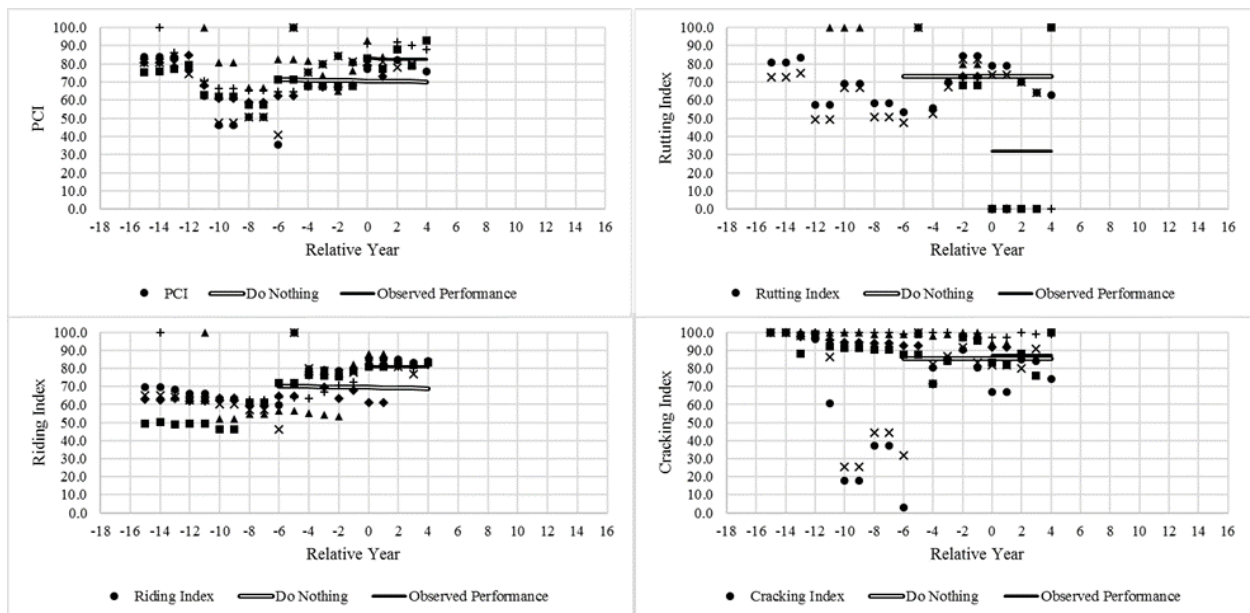 100.0
90.0
80.0
70.0
60.0
50.0
40.0
30.0
20.0
10.0
0.0
PCI
-18 -16 -14 -12 -10 -8 -6 -4 -2 0 2 4 6 8 10 12 14 16
Relative Year
PCI Do Nothing Observed Performance
100.0
90.0
80.0
70.0
60.0
50.0
40.0
30.0
20.0
10.0
0.0
Rutting Index
-18 -16 -14 -12 -10 -8 -6 -4 -2 0 2 4 6 8 10 12 14 16
Relative Year
Rutting Index Do Nothing Observed Performance
100.0
90.0
80.0
70.0
60.0
50.0
40.0
30.0
20.0
10.0
0.0
Riding Index
-18 -16 -14 -12 -10 -8 -6 -4 -2 0 2 4 6 8 10 12 14 16
Relative Year
Riding Index Do Nothing Observed Performance
100.0
90.0
80.0
70.0
60.0
50.0
40.0
30.0
20.0
10.0
0.0
Cracking Index
-18 -16 -14 -12 -10 -8 -6 -4 -2 0 2 4 6 8 10 12 14 16
Relative Year
Cracking Index Do Nothing Observed Performance